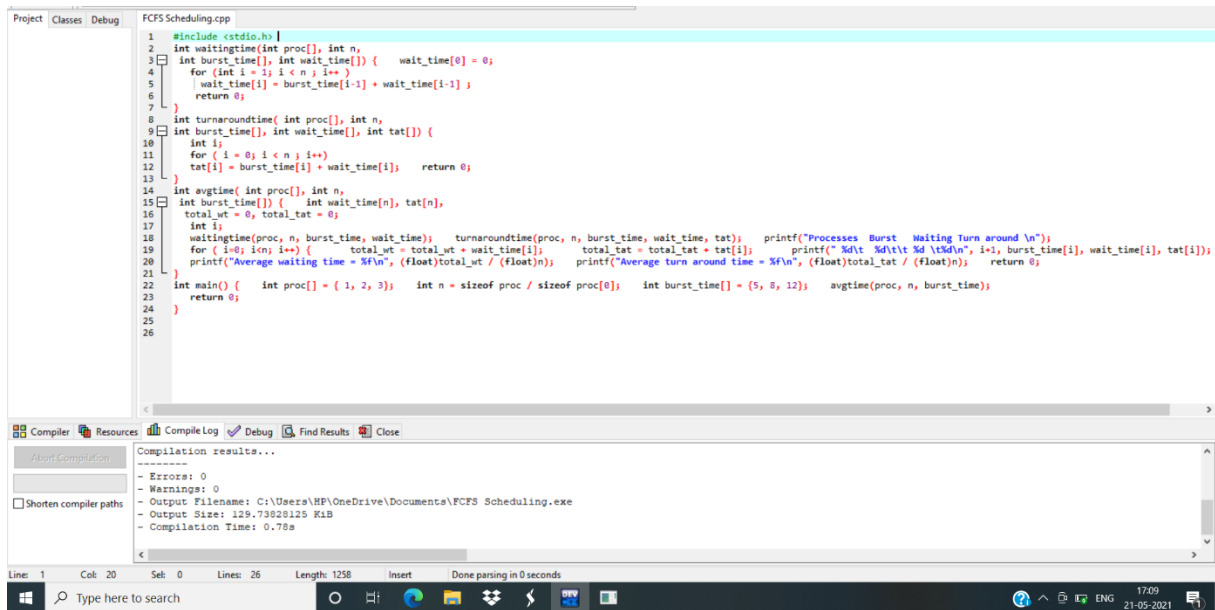 Project Classes Debug
FCFS Scheduling.cpp
1 #include <stdio.h>
2 int waitingtime(int proc[], int n,
3 int burst_time[], int wait_time[]) { wait_time[0] = 0;
4 for (int i = 1; i < n ; i++ )
5 wait_time[i] = burst_time[i-1] + wait_time[i-1] ;
6 return 0;
7 }
8 int turnaroundtime( int proc[], int n,
9 int burst_time[], int wait_time[], int tat[]) {
10 int i;
11 for ( i = 0; i < n ; i++)
12 tat[i] = burst_time[i] + wait_time[i]; return 0;
13 }
14 int avgtime( int proc[], int n,
15 int burst_time[]) { int wait_time[n], tat[n],
16 total_wt = 0, total_tat = 0;
17 int i;
18 waitingtime(proc, n, burst_time, wait_time); turnaroundtime(proc, n, burst_time, wait_time, tat); printf("Processes Burst Waiting Turn around \n");
19 for ( i=0; i<n; i++) { total_wt = total_wt + wait_time[i]; total_tat = total_tat + tat[i]; printf(" %d\t %d\t\t %d \t%d\n", i+1, burst_time[i], wait_time[i], tat[i]);
20 printf("Average waiting time = %f\n", (float)total_wt / (float)n); printf("Average turn around time = %f\n", (float)total_tat / (float)n); return 0;
21 }
22 int main() { int proc[] = { 1, 2, 3}; int n = sizeof proc / sizeof proc[0]; int burst_time[] = {5, 8, 12}; avgtime(proc, n, burst_time);
23 return 0;
24 }
25
26
Compiler Resources Compile Log Debug Find Results Close
Abort Compilation
Shorten compiler paths
Compilation results...
--------
- Errors: 0
- Warnings: 0
- Output Filename: C:\Users\HP\OneDrive\Documents\FCFS Scheduling.exe
- Output Size: 129.73828125 KiB
- Compilation Time: 0.78s
Line: 1 Col: 20 Sel: 0 Lines: 26 Length: 1258 Insert Done parsing in 0 seconds
Type here to search
DEV
ENG
17:09
21-05-2021